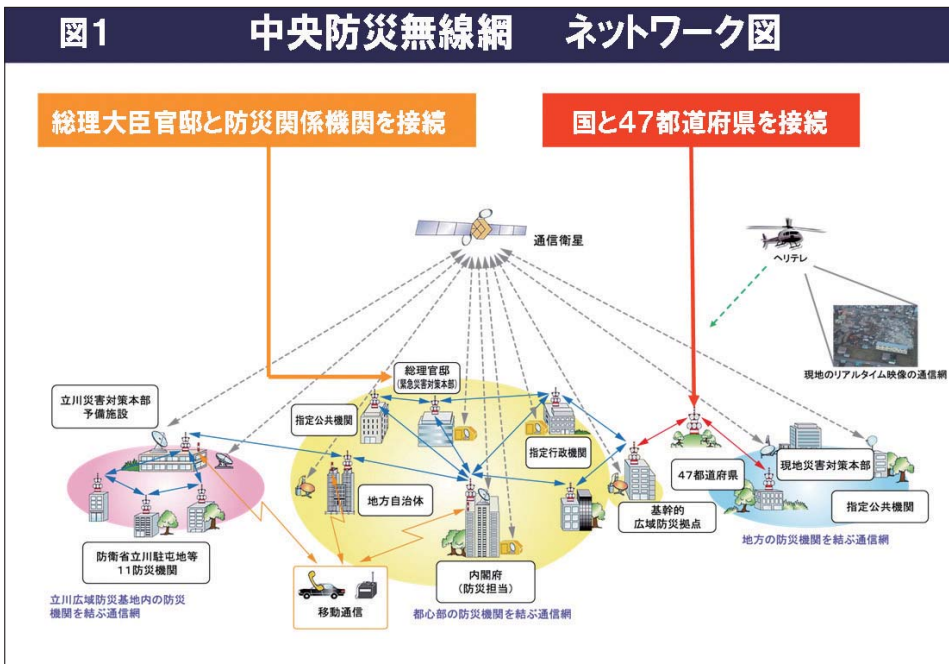 図1 中央防災無線網 ネットワーク図
総理大臣官邸と防災関係機関を接続
国と47都道府県を接続
通信衛星
ヘリテレ
現地のリアルタイム映像の通信網
総理官邸
(緊急災害対策本部)
立川災害対策本部
予備施設
指定公共機関
指定行政機関
地方自治体
47都道府県
現地災害対策本部
基幹的
広域防災拠点
指定公共機関
地方の防災機関を結ぶ通信網
防衛省立川駐屯地等
11防災機関
内閣府
(防災担当)
立川広域防災基地内の防災
機関を結ぶ通信網
移動通信
都心部の防災機関を結ぶ通信網